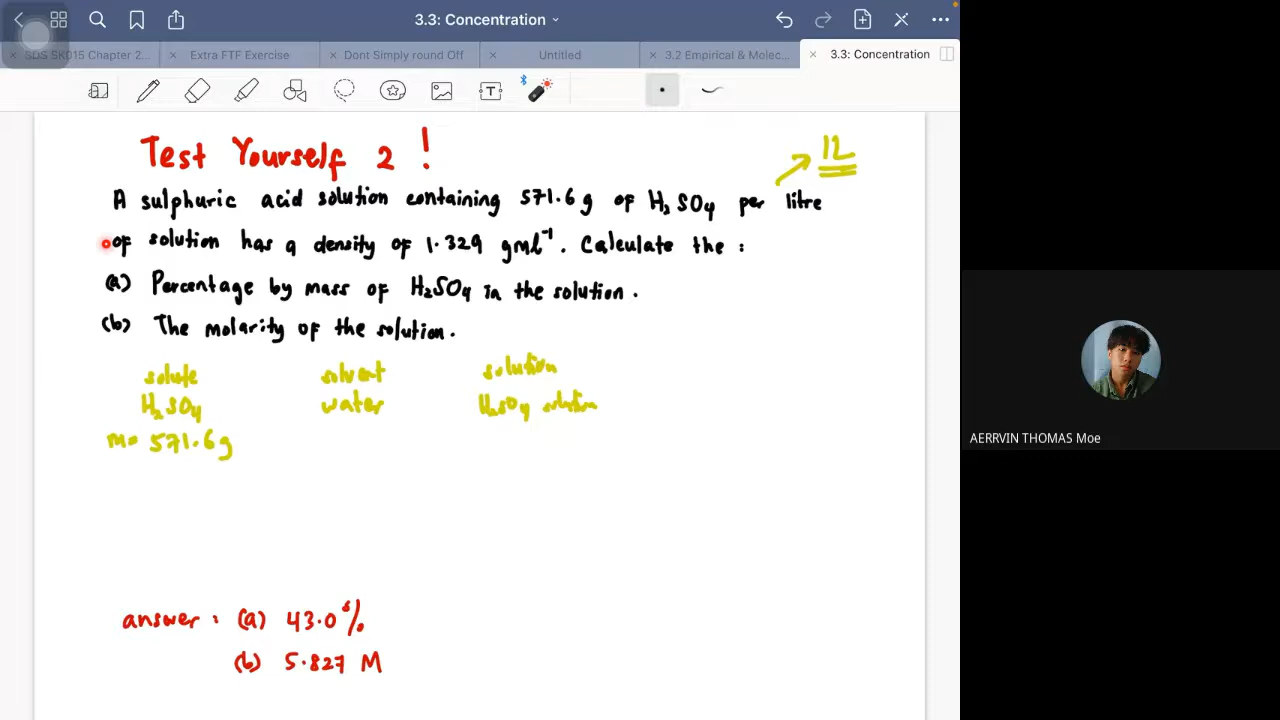 3.3: Concentration
SDS SK015 Chapter 2...
Extra FTF Exercise
Dont Simply round Off
Untitled
3.2 Empirical & Molec...
3.3: Concentration
T
Test Yourself 2 !
1L
A sulphuric acid solution containing 571.6g of H2SO4 per litre
of solution has a density of 1.329 gml⁻¹. Calculate the :
(a) Percentage by mass of H2SO4 in the solution.
(b) The molarity of the solution.
solute solvent solution
H2SO4 water H2SO4 solution
m= 571.6g
answer : (a) 43.0%
(b) 5.827 M
AERRVIN THOMAS Moe